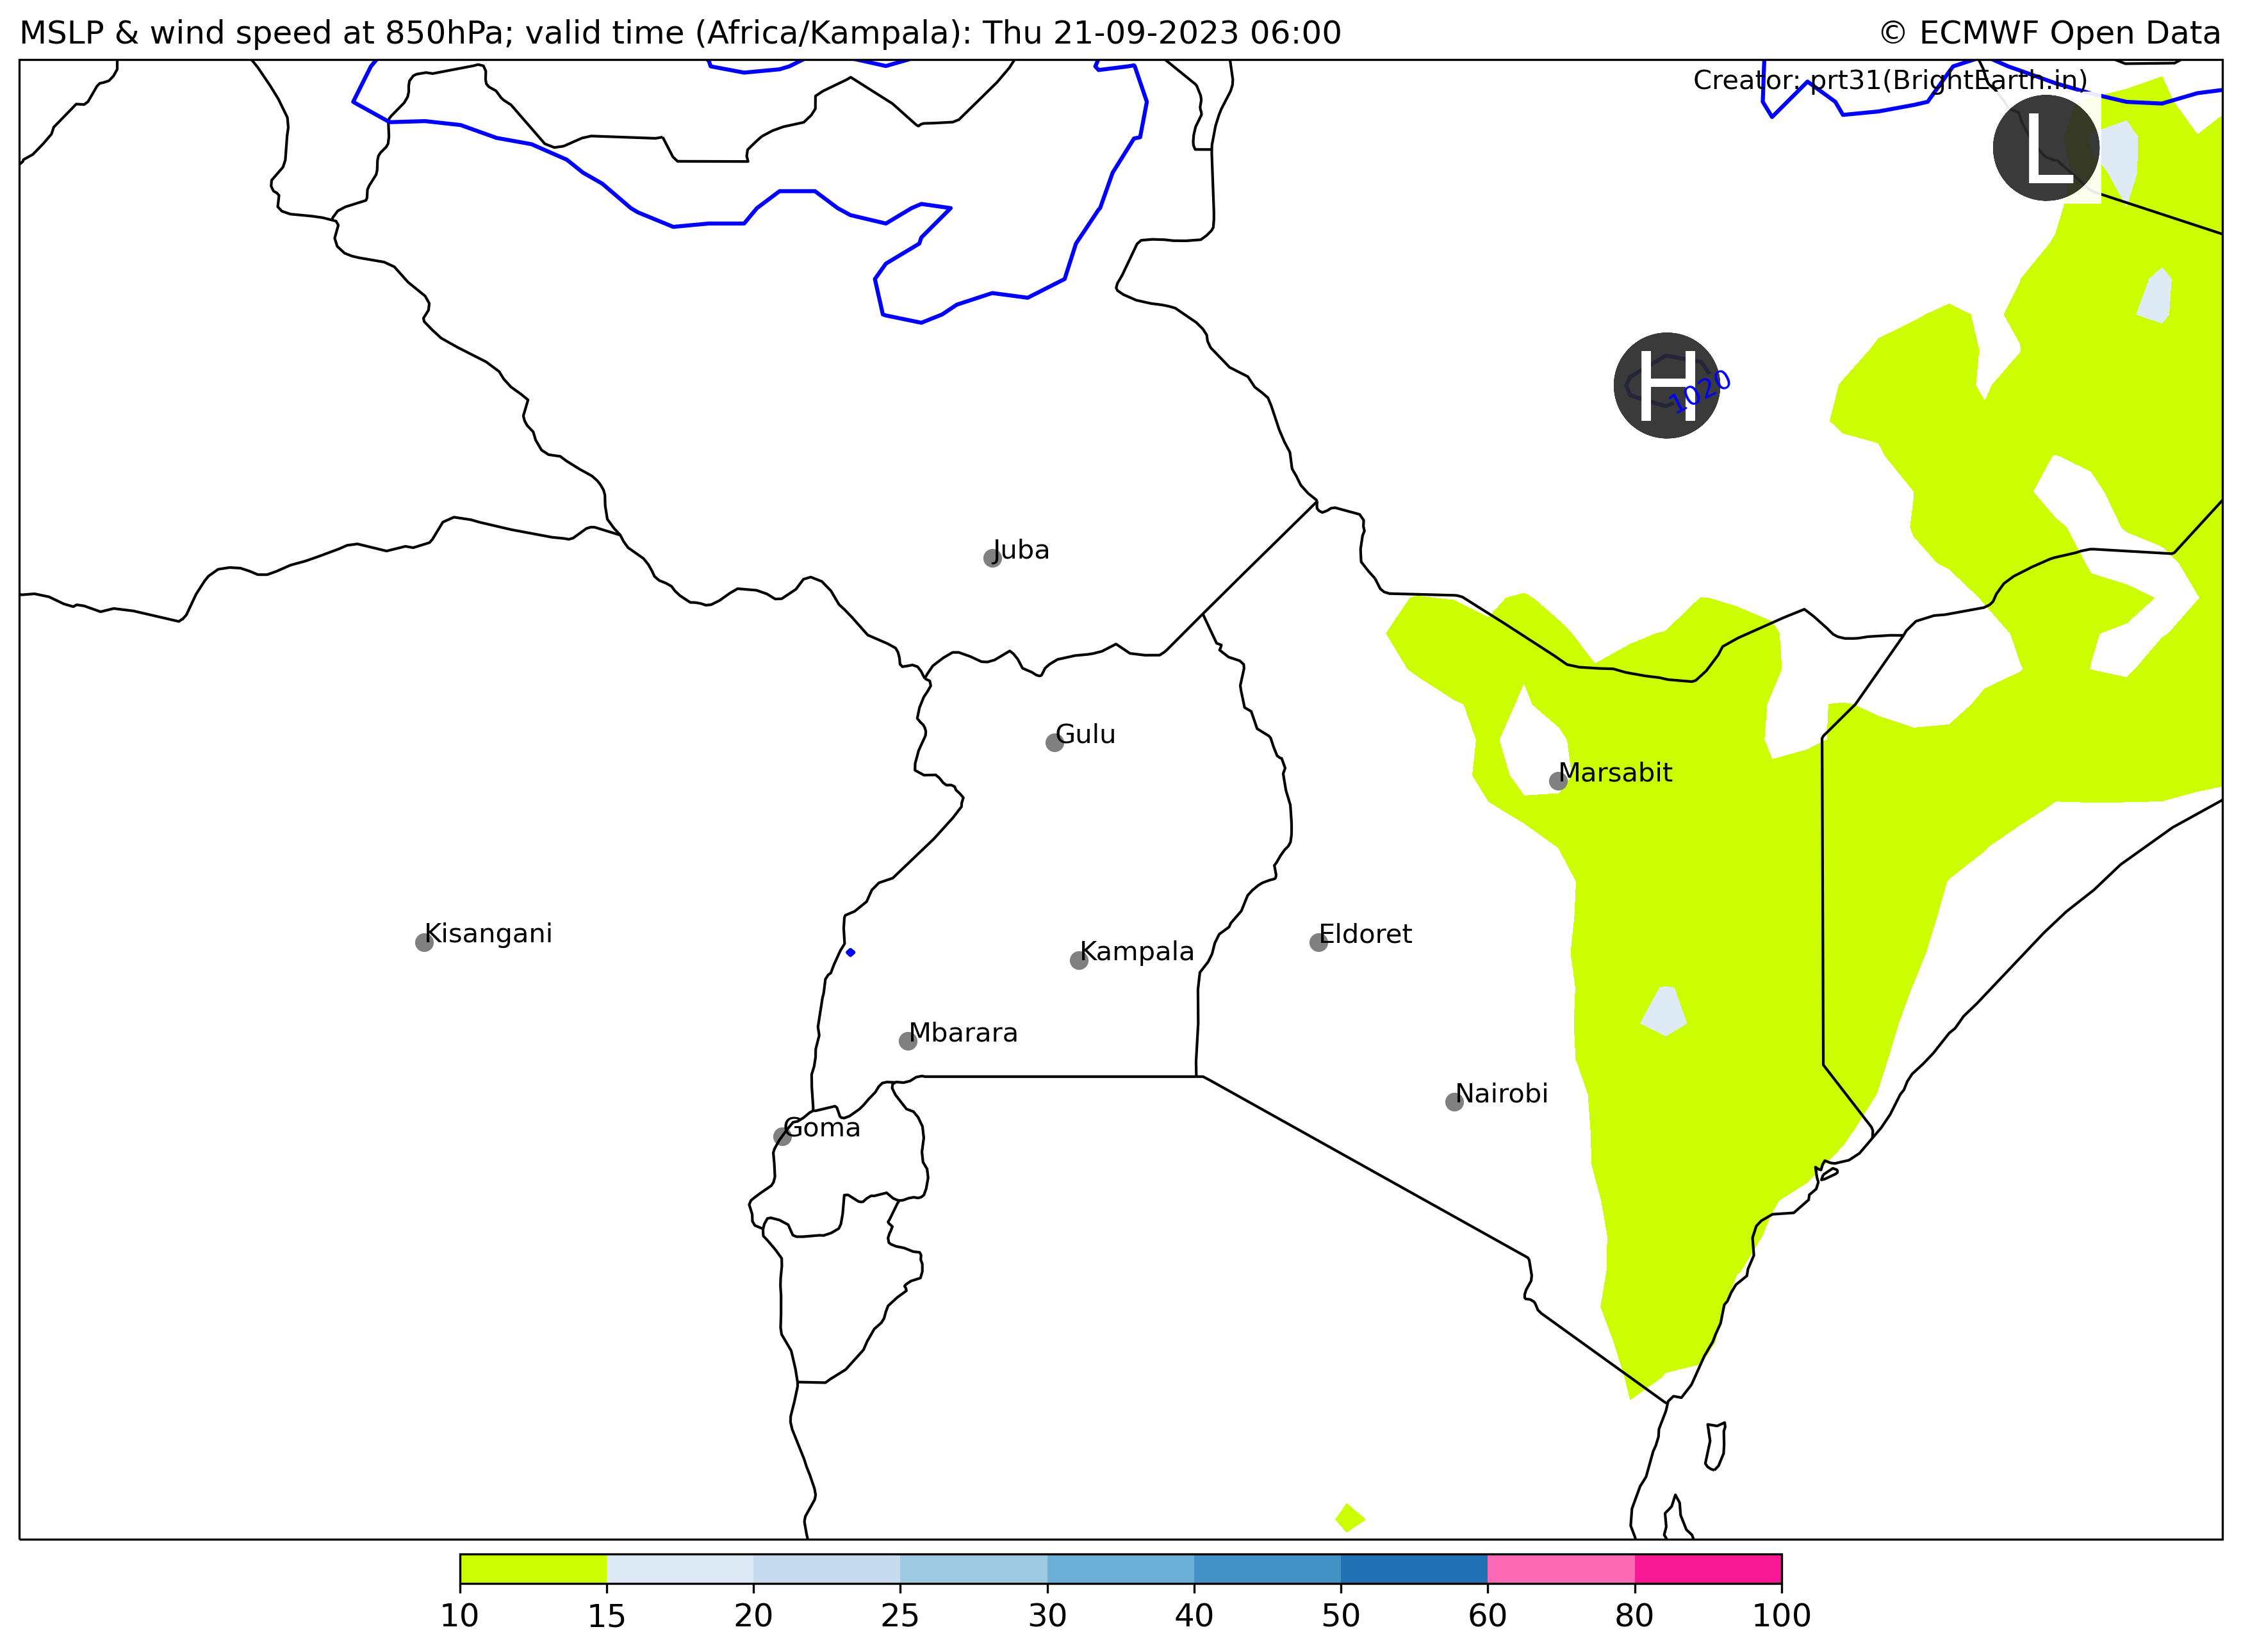 MSLP & wind speed at 850hPa; valid time (Africa/Kampala): Thu 21-09-2023 06:00
© ECMWF Open Data
Creator: prt31(BrightEarth.in)
L
H
1020
Juba
Gulu
Marsabit
Kisangani
Eldoret
Kampala
Mbarara
Nairobi
Goma
10 15 20 25 30 40 50 60 80 100